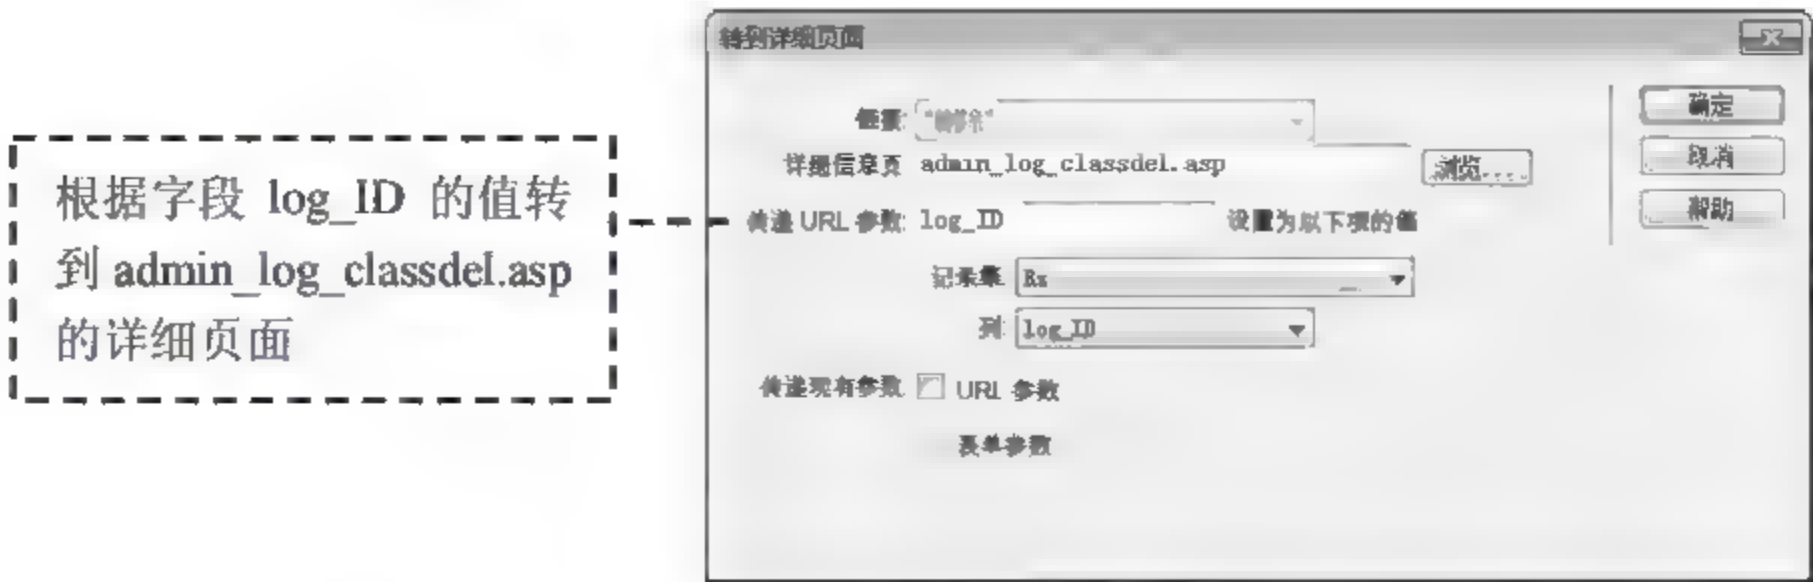 根据字段 log_ID 的值转
到 admin_log_classdel.asp
的详细页面
转到详细页面
链接:
详细信息页 admin_log_classdel.asp 浏览...
传递 URL 参数: log_ID 设置为以下项的值
记录集 Rs
列: log_ID
传递现有参数 URL 参数
表单参数
确定
取消
帮助